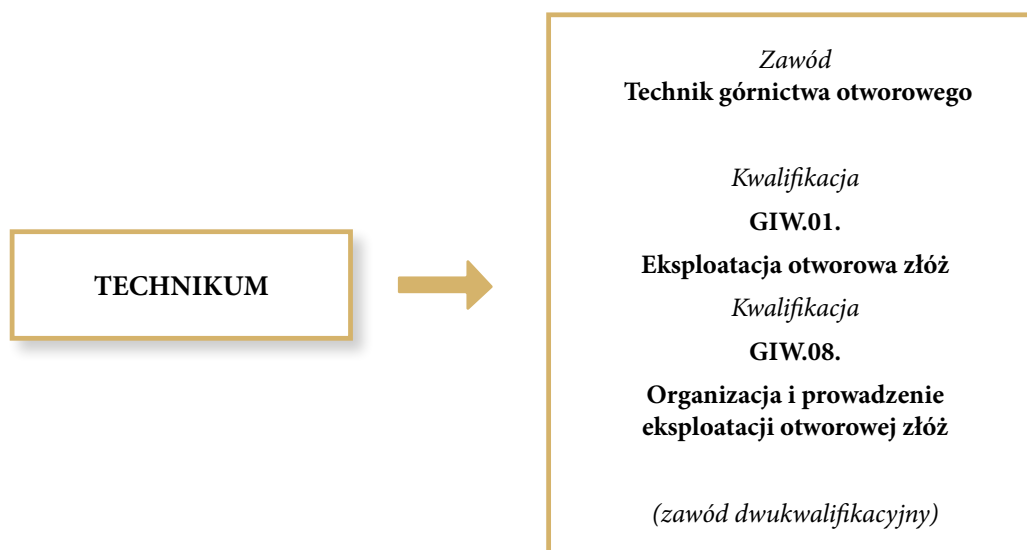 TECHNIKUM
Zawód
Technik górnictwa otworowego
Kwalifikacja
GIW.01.
Eksploatacja otworowa złóż
Kwalifikacja
GIW.08.
Organizacja i prowadzenie
eksploatacji otworowej złóż
(zawód dwukwalifikacyjny)